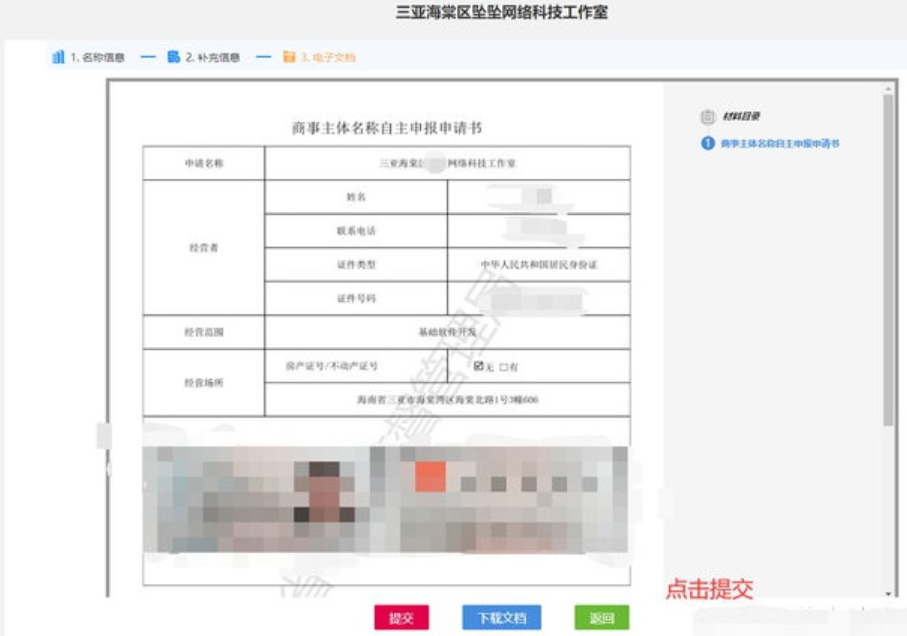 三亚海棠区坠坠网络科技工作室
1. 名称信息 2. 补充信息 3. 电子文档
商事主体名称自主申报申请书
申请名称 三亚海棠 网络科技工作室
经营者
姓名
联系电话
证件类型 中华人民共和国居民身份证
证件号码
经营范围 基础软件开发
经营场所
房产证号/不动产证号 ☑无 □有
海南省三亚市海棠湾区海棠北路1号3幢606
材料目录
1 商事主体名称自主申报申请书
督管理局
省
点击提交
提交 下载文档 返回